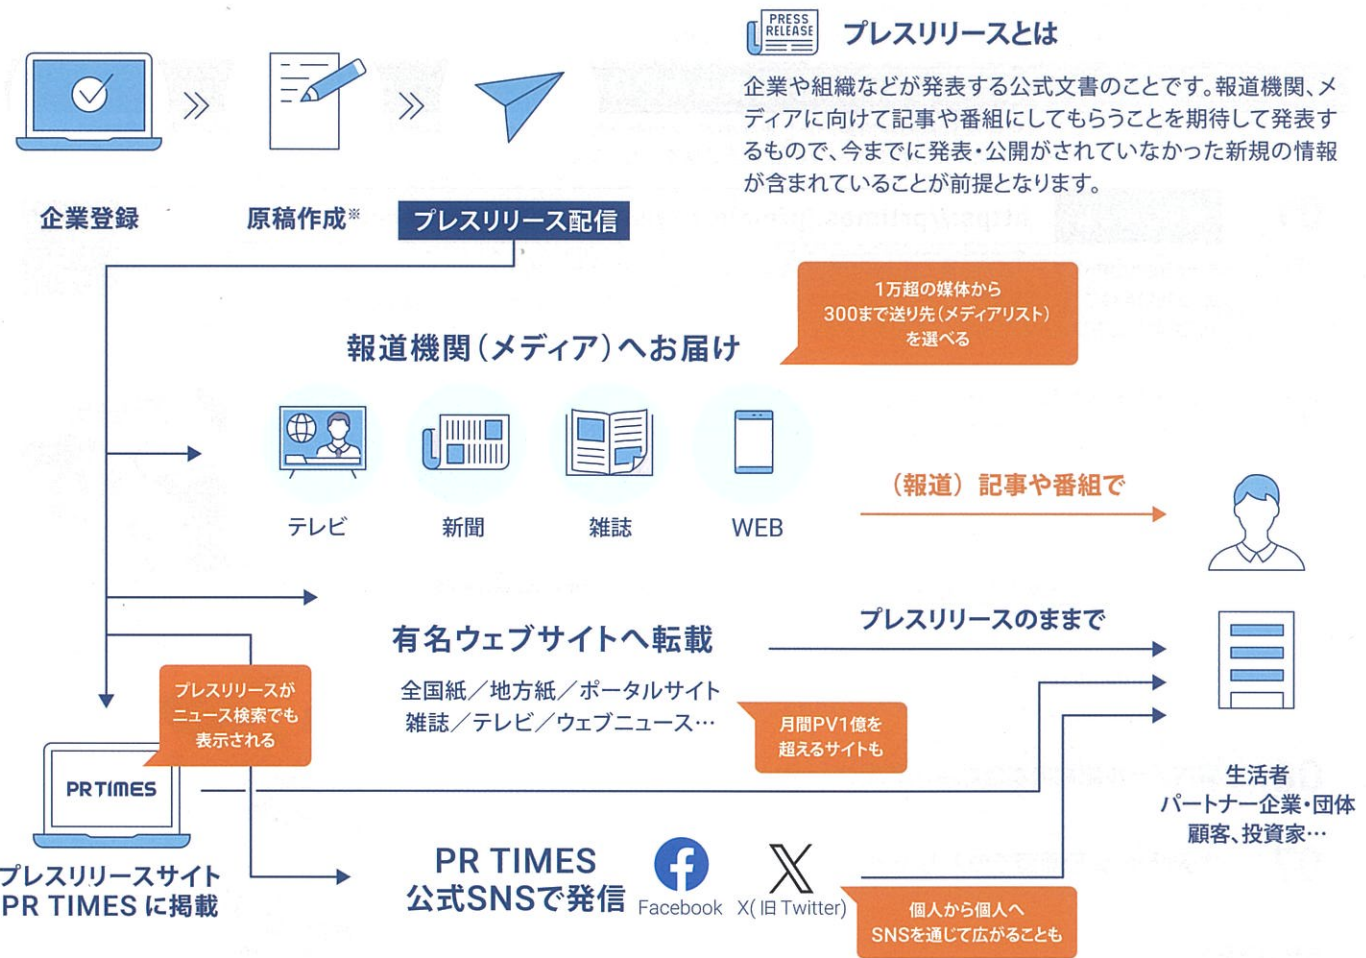 PRESS
RELEASE
プレスリリースとは
企業や組織などが発表する公式文書のことです。報道機関、メ
ディアに向けて記事や番組にしてもらうことを期待して発表す
るもので、今までに発表・公開がされていなかった新規の情報
が含まれていることが前提となります。
企業登録
原稿作成※
プレスリリース配信
1万超の媒体から
300まで送り先(メディアリスト)
を選べる
報道機関(メディア)へお届け
テレビ
新聞
雑誌
WEB
(報道)記事や番組で
有名ウェブサイトへ転載
全国紙／地方紙／ポータルサイト
雑誌／テレビ／ウェブニュース…
プレスリリースのままで
月間PV1億を
超えるサイトも
プレスリリースが
ニュース検索でも
表示される
PRTIMES
プレスリリースサイト
PR TIMES に掲載
PR TIMES
公式SNSで発信
Facebook
X(旧Twitter)
個人から個人へ
SNSを通じて広がることも
生活者
パートナー企業・団体
顧客、投資家…